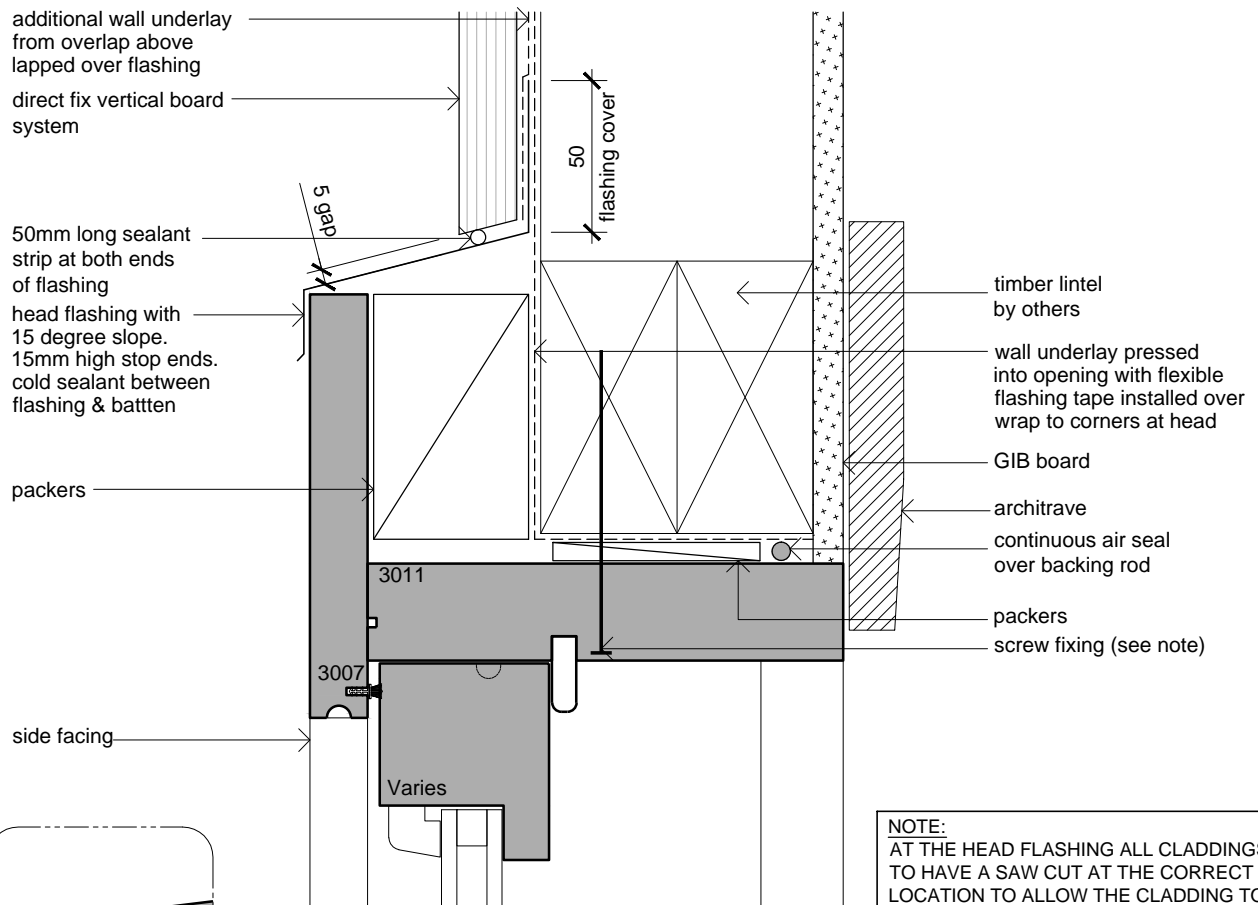 additional wall underlay
from overlap above
lapped over flashing
direct fix vertical board
system
50
flashing cover
5 gap
50mm long sealant
strip at both ends
of flashing
head flashing with
15 degree slope.
15mm high stop ends.
cold sealant between
flashing & battten
packers
side facing
timber lintel
by others
wall underlay pressed
into opening with flexible
flashing tape installed over
wrap to corners at head
GIB board
architrave
continuous air seal
over backing rod
packers
screw fixing (see note)
3011
3007
Varies
NOTE:
AT THE HEAD FLASHING ALL CLADDINGS
TO HAVE A SAW CUT AT THE CORRECT
LOCATION TO ALLOW THE CLADDING TO